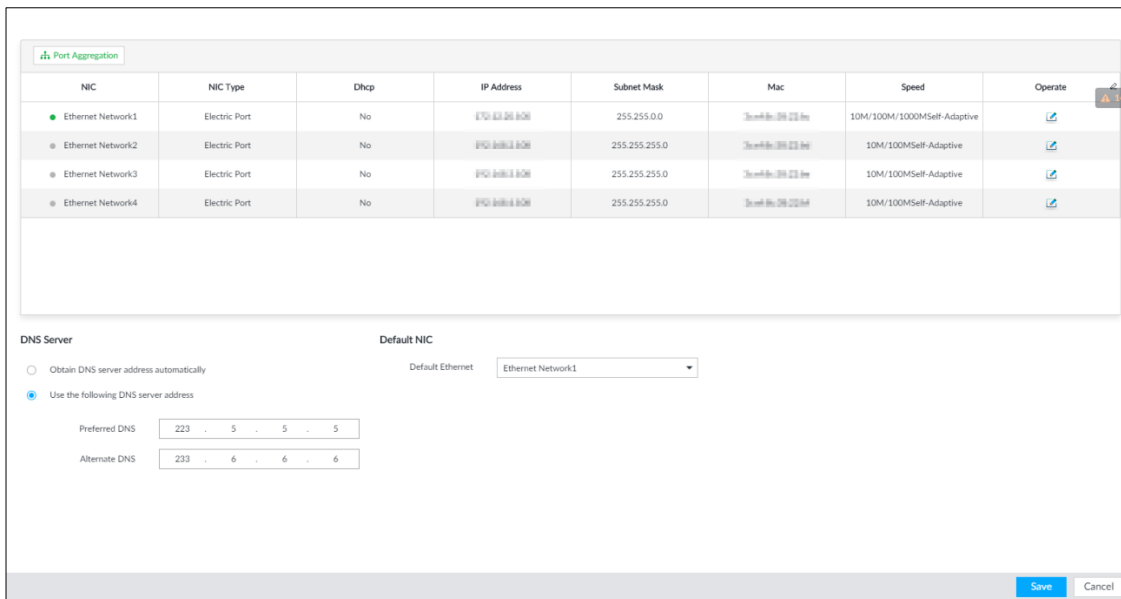 Port Aggregation
NIC NIC Type Dhcp IP Address Subnet Mask Mac Speed Operate
Ethernet Network1 Electric Port No 255.255.0.0 10M/100M/1000MSelf-Adaptive
Ethernet Network2 Electric Port No 255.255.255.0 10M/100MSelf-Adaptive
Ethernet Network3 Electric Port No 255.255.255.0 10M/100MSelf-Adaptive
Ethernet Network4 Electric Port No 255.255.255.0 10M/100MSelf-Adaptive
DNS Server Default NIC
Obtain DNS server address automatically Default Ethernet Ethernet Network1
Use the following DNS server address
Preferred DNS 223 . 5 . 5 . 5
Alternate DNS 233 . 6 . 6 . 6
Save Cancel